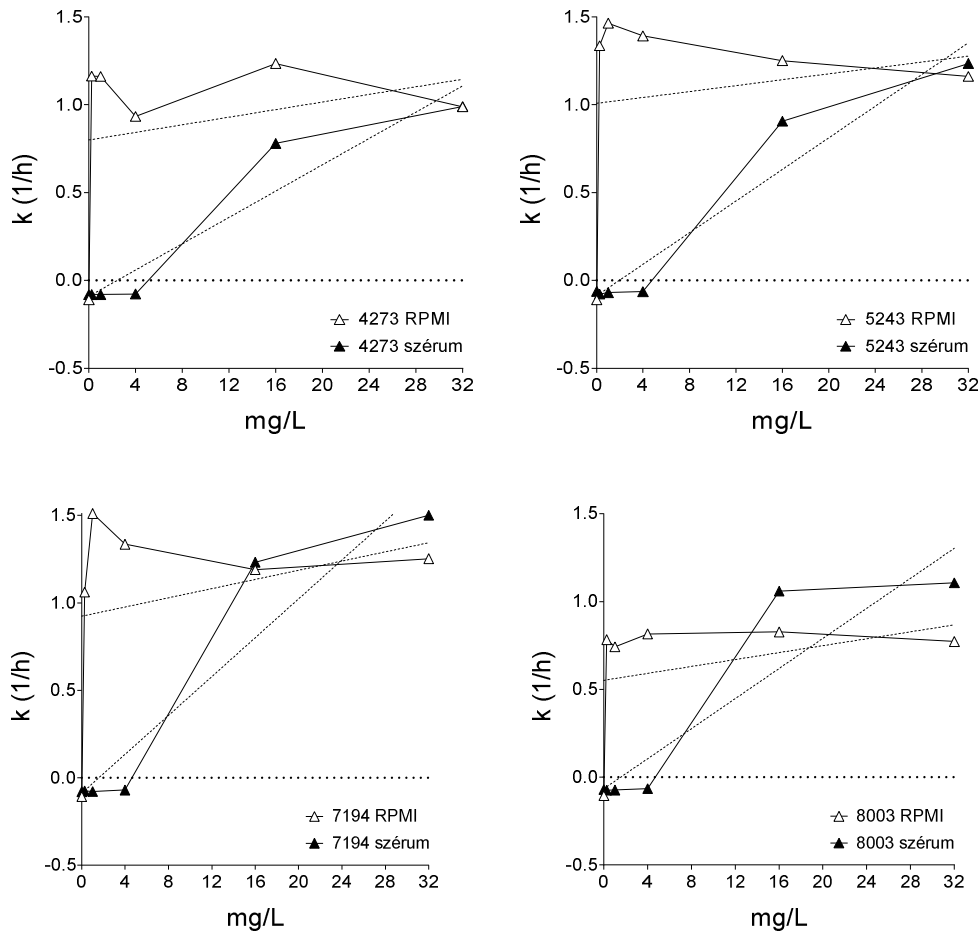 1.5
1.0
0.5
0.0
-0.5
k (1/h)
4273 RPMI
4273 szérum
0 4 8 12 16 20 24 28 32
mg/L
1.5
1.0
0.5
0.0
-0.5
k (1/h)
5243 RPMI
5243 szérum
0 4 8 12 16 20 24 28 32
mg/L
1.5
1.0
0.5
0.0
-0.5
k (1/h)
7194 RPMI
7194 szérum
0 4 8 12 16 20 24 28 32
mg/L
1.5
1.0
0.5
0.0
-0.5
k (1/h)
8003 RPMI
8003 szérum
0 4 8 12 16 20 24 28 32
mg/L